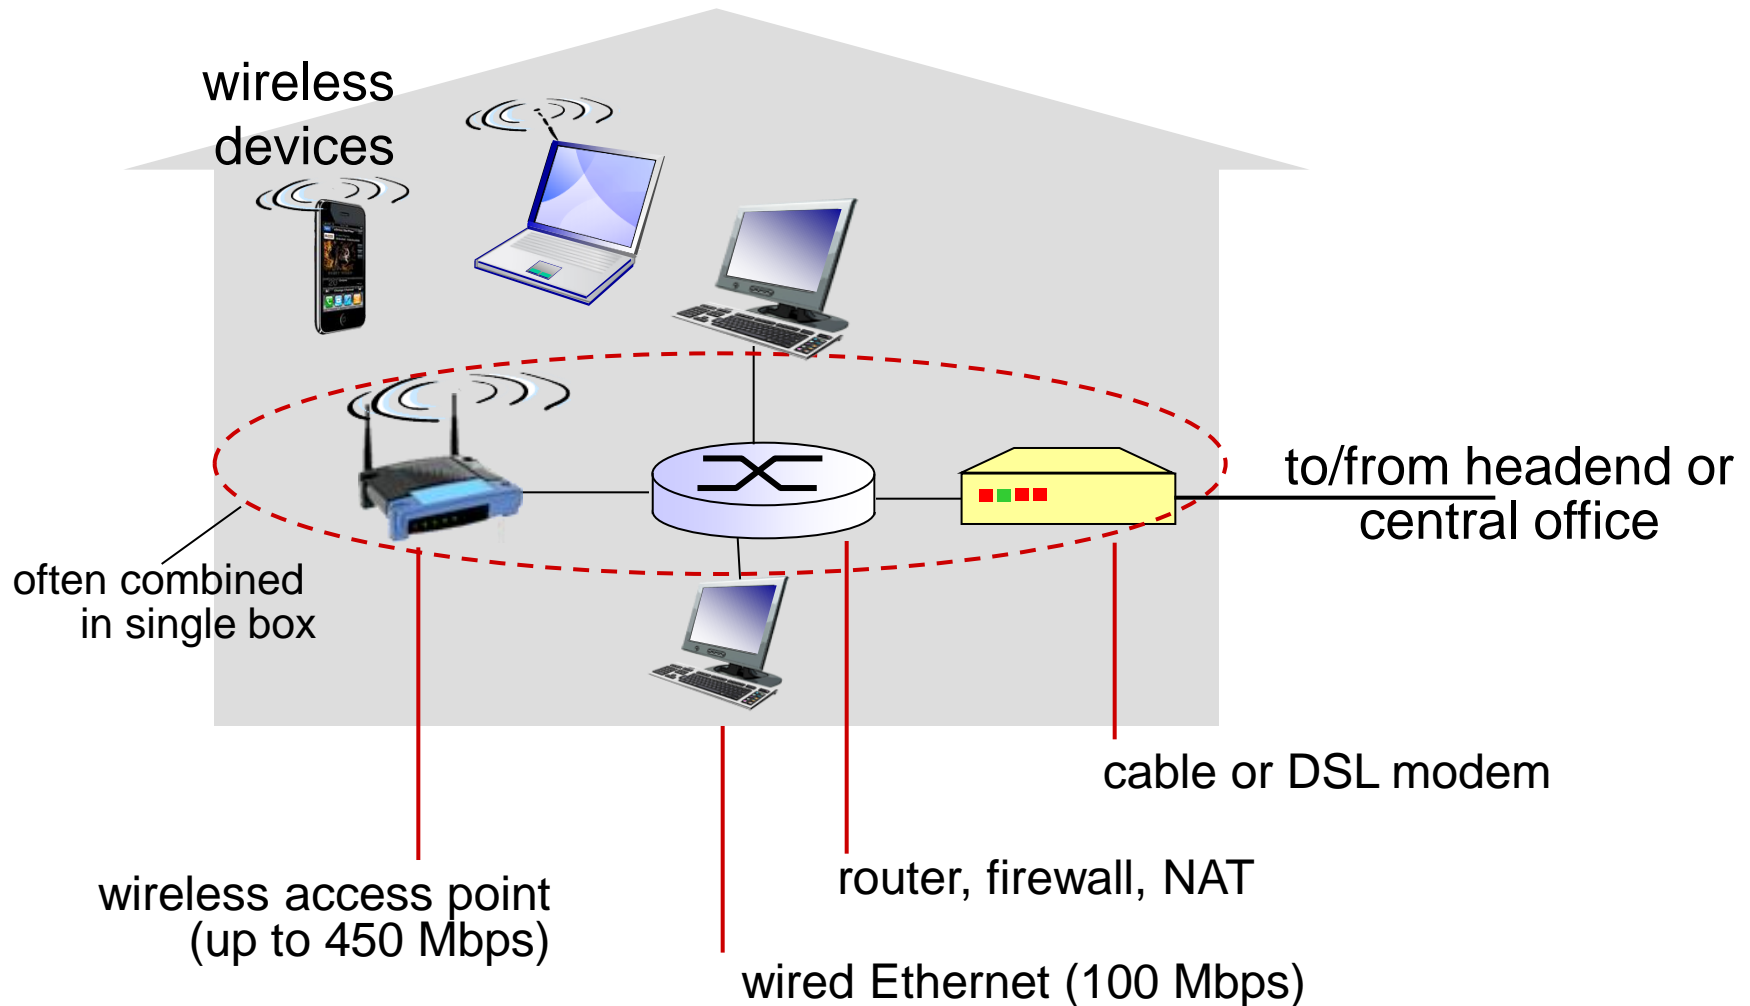 wireless
devices
to/from headend or
central office
often combined
in single box
cable or DSL modem
router, firewall, NAT
wireless access point
(up to 450 Mbps)
wired Ethernet (100 Mbps)